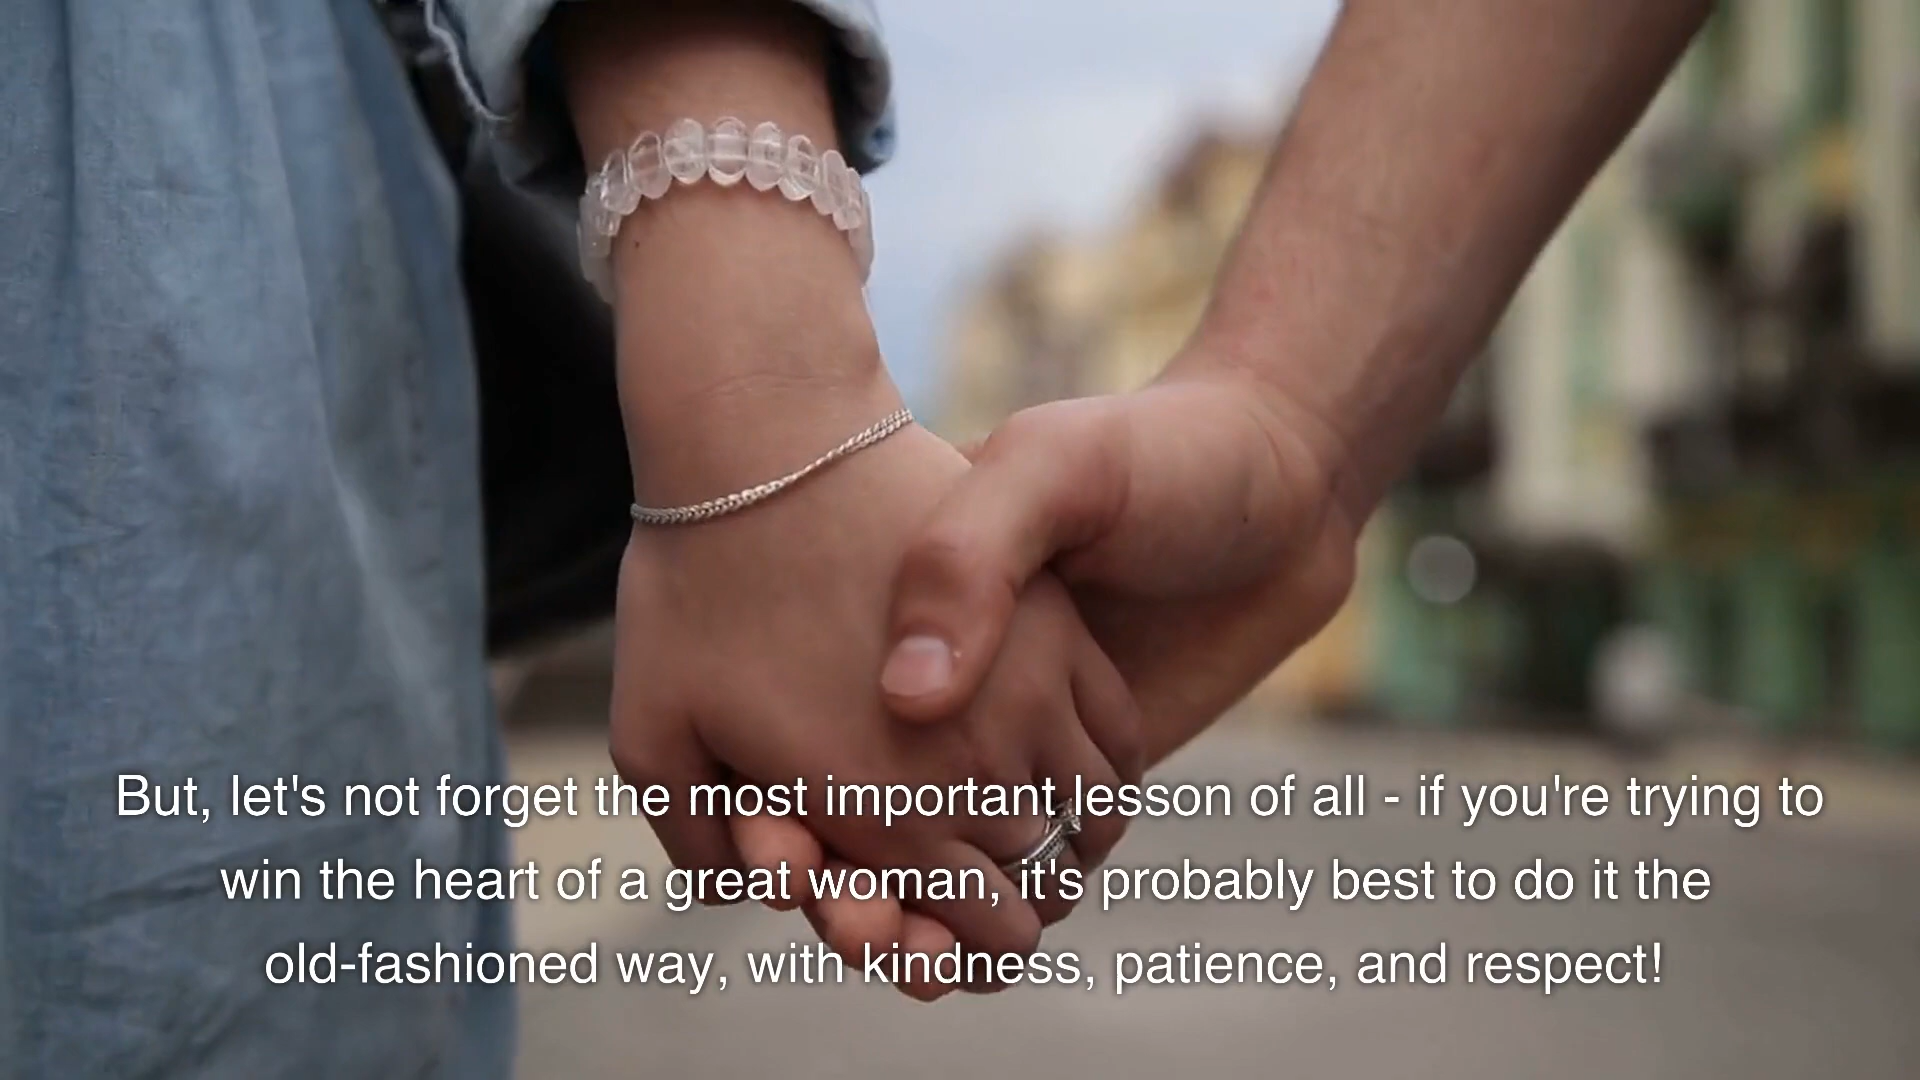 But, let's not forget the most important lesson of all - if you're trying to
win the heart of a great woman, it's probably best to do it the
old-fashioned way, with kindness, patience, and respect!